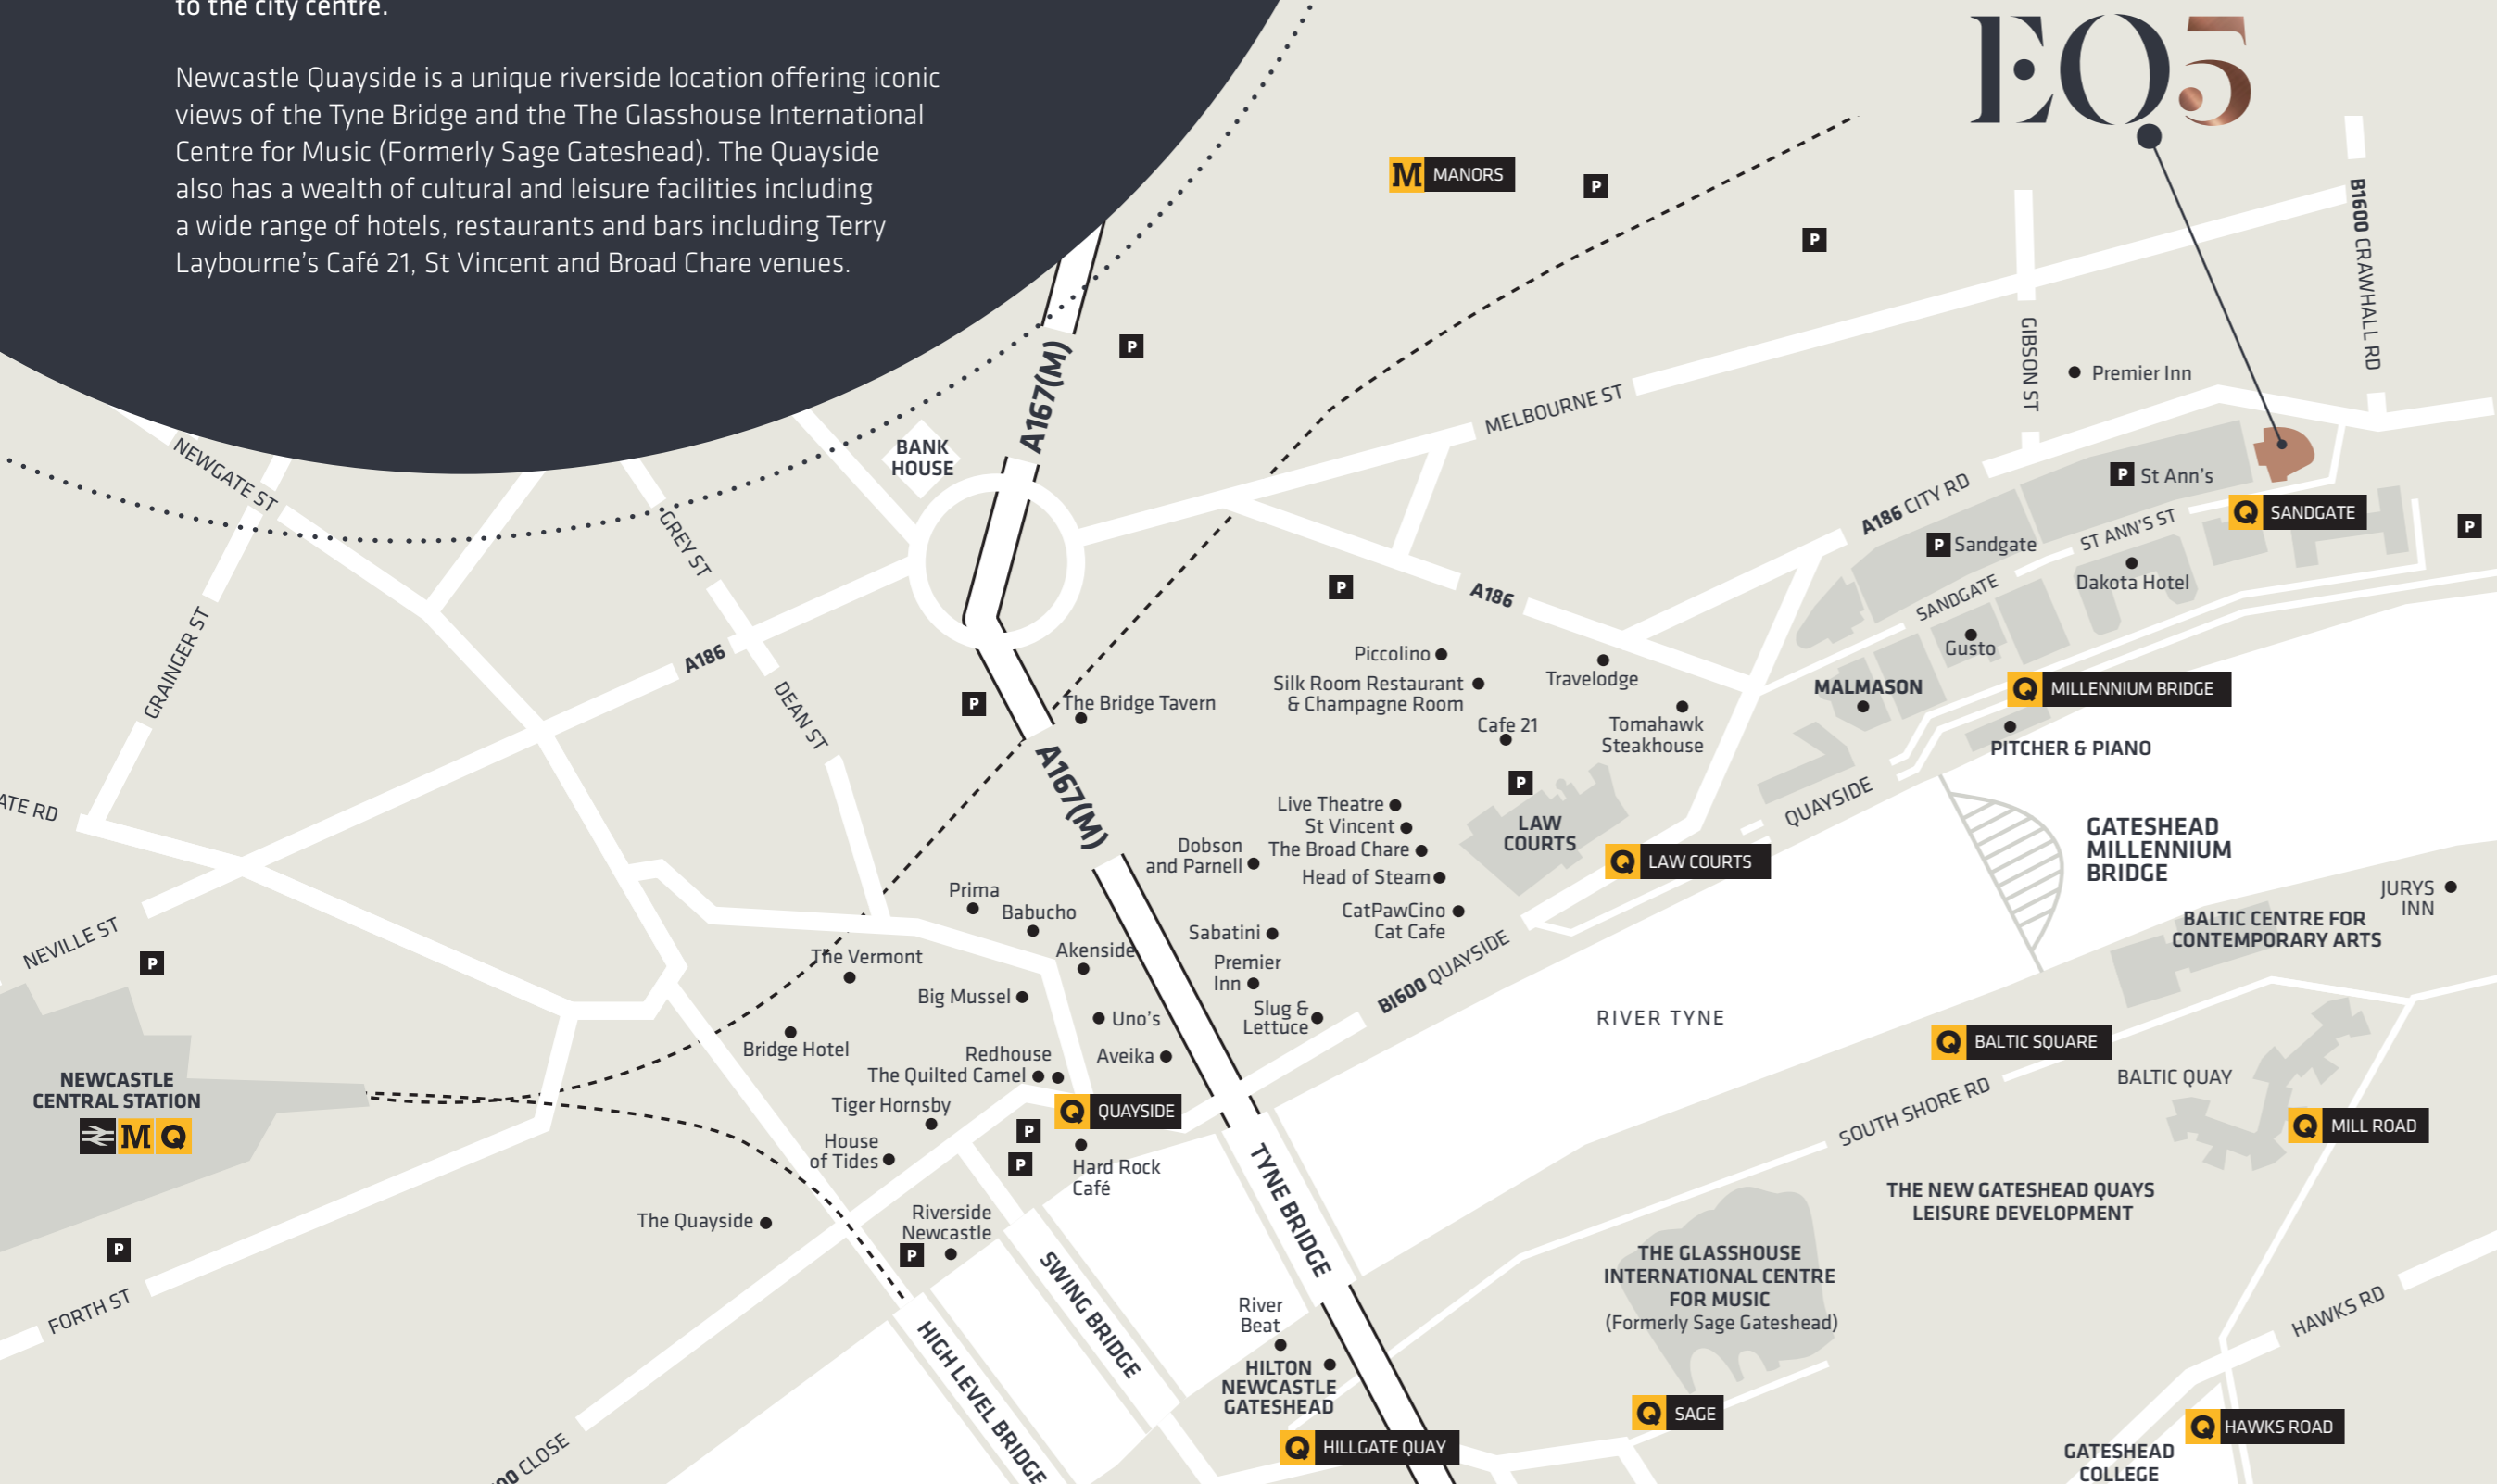 to the city centre.
Newcastle Quayside is a unique riverside location offering iconic
views of the Tyne Bridge and the The Glasshouse International
Centre for Music (Formerly Sage Gateshead). The Quayside
also has a wealth of cultural and leisure facilities including
a wide range of hotels, restaurants and bars including Terry
Laybourne's Café 21, St Vincent and Broad Chare venues.
EQ5
M MANORS
P
P
B1600 CRAWHALL RD
GIBSON ST
P
A167(M)
Premier Inn
MELBOURNE ST
BANK
HOUSE
NEWGATE ST
GREY ST
P St Ann's
A186 CITY RD
Q SANDGATE
P
ST ANN'S ST
P Sandgate
Dakota Hotel
SANDGATE
P
A186
Gusto
GRAINGER ST
A186
DEAN ST
P
The Bridge Tavern
Piccolino
Silk Room Restaurant
& Champagne Room
Travelodge
MALMASON
Q MILLENNIUM BRIDGE
Cafe 21
Tomahawk
Steakhouse
PITCHER & PIANO
A167(M)
P
QUAYSIDE
ATE RD
Live Theatre
St Vincent
The Broad Chare
Head of Steam
Dobson
and Parnell
LAW
COURTS
Q LAW COURTS
GATESHEAD
MILLENNIUM
BRIDGE
JURYS
INN
Prima
Babucho
CatPawCino
Cat Cafe
BALTIC CENTRE FOR
CONTEMPORARY ARTS
NEVILLE ST
P
The Vermont
Akenside
Sabatini
Premier
Inn
BI600 QUAYSIDE
Big Mussel
Uno's
Slug &
Lettuce
RIVER TYNE
Bridge Hotel
Redhouse
Aveika
The Quilted Camel
Q BALTIC SQUARE
BALTIC QUAY
NEWCASTLE
CENTRAL STATION
M Q
Tiger Hornsby
Q QUAYSIDE
P
SOUTH SHORE RD
Q MILL ROAD
House
of Tides
P
Hard Rock
Café
TYNE BRIDGE
THE NEW GATESHEAD QUAYS
LEISURE DEVELOPMENT
The Quayside
Riverside
Newcastle
P
P
SWING BRIDGE
THE GLASSHOUSE
INTERNATIONAL CENTRE
FOR MUSIC
(Formerly Sage Gateshead)
FORTH ST
HIGH LEVEL BRIDGE
River
Beat
HAWKS RD
HILTON
NEWCASTLE
GATESHEAD
Q SAGE
Q HAWKS ROAD
Q HILLGATE QUAY
00 CLOSE
GATESHEAD
COLLEGE